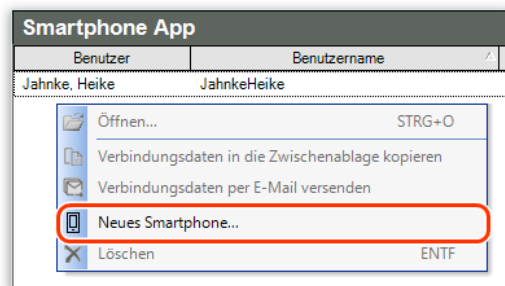 Smartphone App
Benutzer Benutzername
Jahnke, Heike JahnkeHeike
Öffnen... STRG+O
Verbindungsdaten in die Zwischenablage kopieren
Verbindungsdaten per E-Mail versenden
Neues Smartphone...
Löschen ENTF